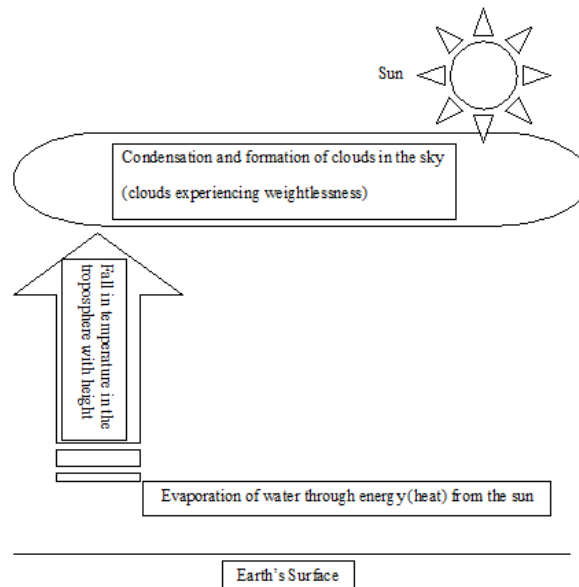 Sun
Condensation and formation of clouds in the sky
(clouds experiencing weightlessness)
Fall in temperature in the
troposphere with height
Evaporation of water through energy(heat) from the sun
Earth's Surface